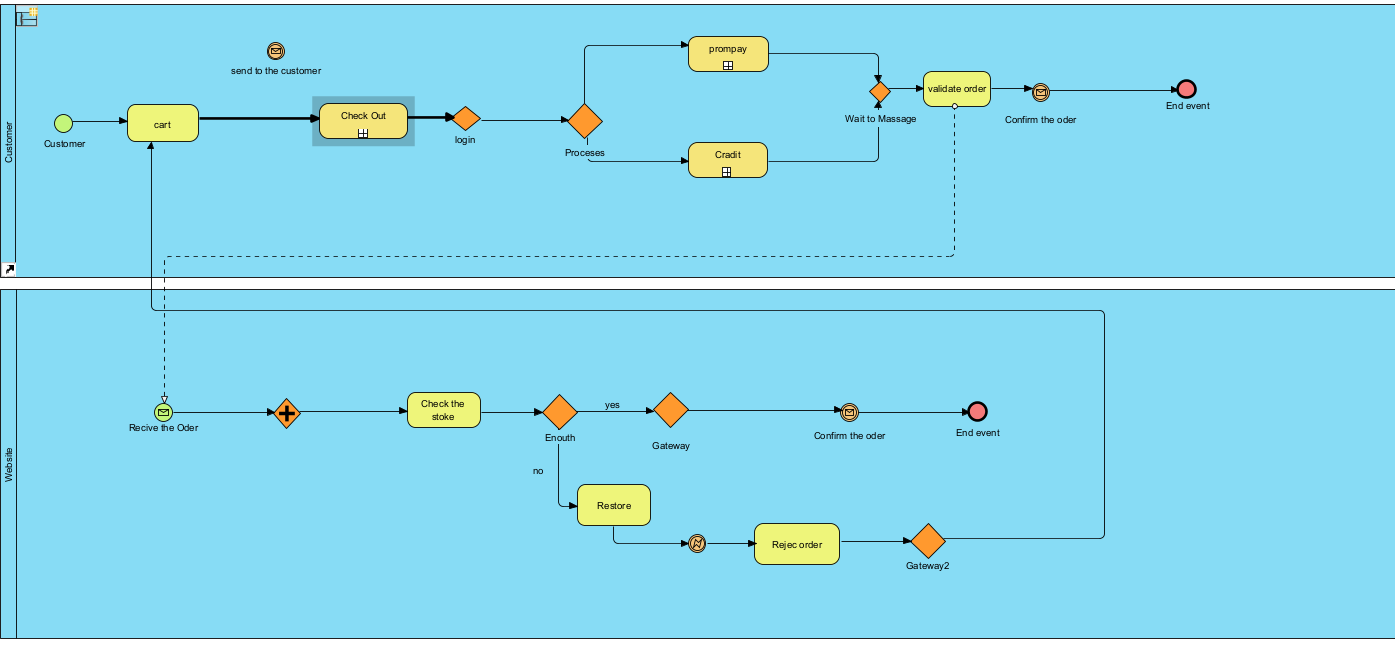 Customer
send to the customer
Customer
cart
Check Out
login
Proceses
prompay
Cradit
Wait to Massage
validate order
Confirm the oder
End event
Website
Recive the Oder
Check the
stoke
Enouth
yes
no
Gateway
Confirm the oder
End event
Restore
Rejec order
Gateway2